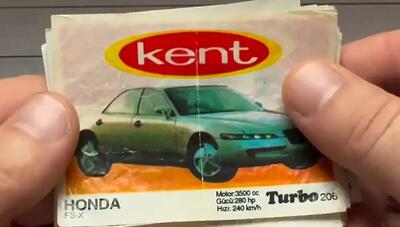 kent
HONDA
FS-X
Motor:3500 cc
Gücü:280 hp
Hızı: 240 km/h
Turbo 206